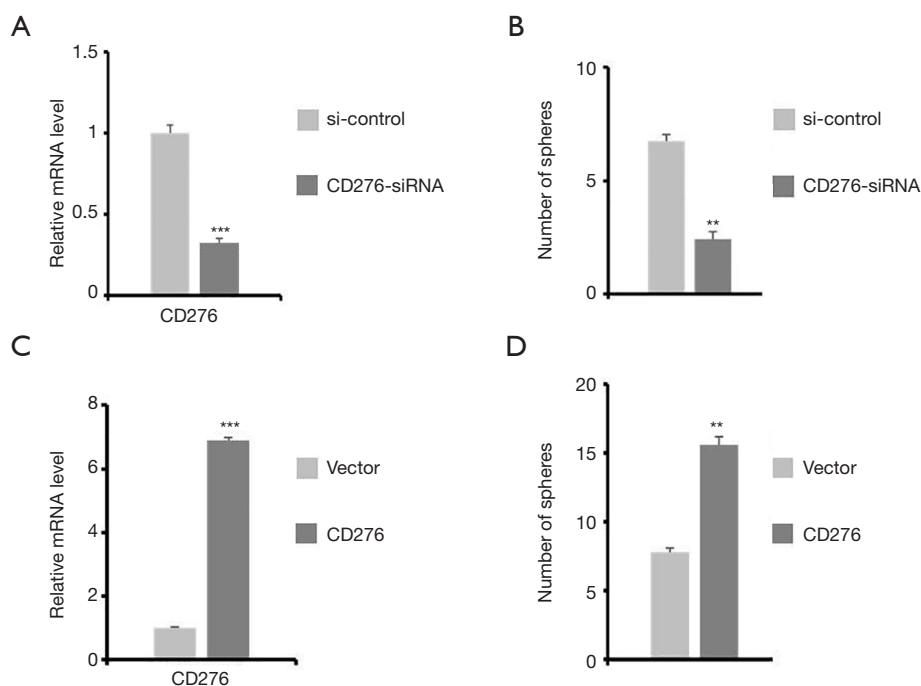 A
Relative mRNA level
1.5
1
0.5
0
***
CD276
si-control
CD276-siRNA
B
Number of spheres
10
5
0
**
si-control
CD276-siRNA
C
Relative mRNA level
8
6
4
2
0
***
CD276
Vector
CD276
D
Number of spheres
20
15
10
5
0
**
Vector
CD276